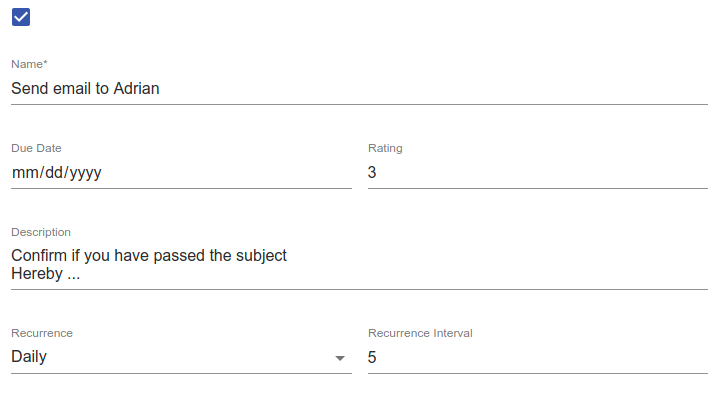 Name*
Send email to Adrian
Due Date
mm/dd/yyyy
Rating
3
Description
Confirm if you have passed the subject
Hereby ...
Recurrence
Daily
Recurrence Interval
5